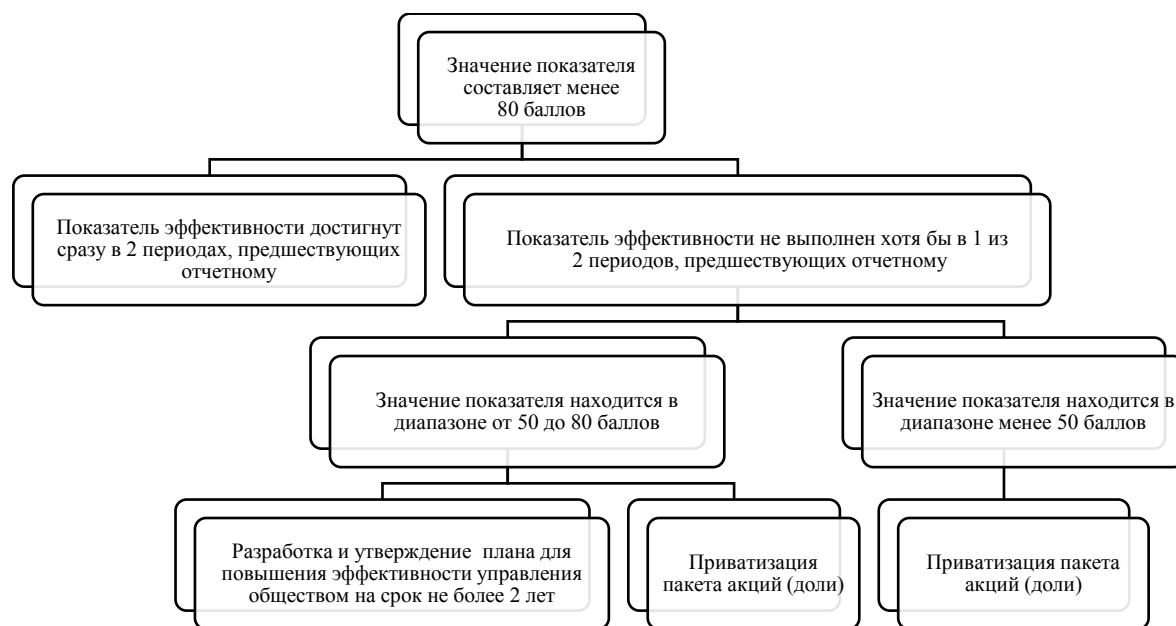 Значение показателя
составляет менее
80 баллов
Показатель эффективности достигнут
сразу в 2 периодах, предшествующих
отчетному
Показатель эффективности не выполнен хотя бы в 1 из
2 периодов, предшествующих отчетному
Значение показателя находится в
диапазоне от 50 до 80 баллов
Значение показателя находится в
диапазоне менее 50 баллов
Разработка и утверждение плана для
повышения эффективности управления
обществом на срок не более 2 лет
Приватизация
пакета акций (доли)
Приватизация пакета
акций (доли)